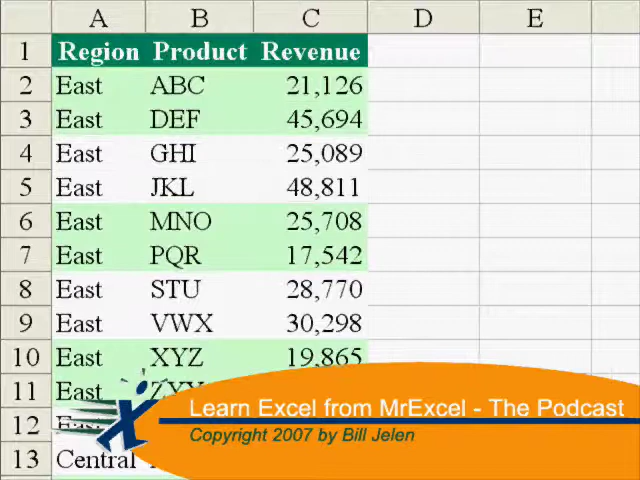 A B C D E
1 Region Product Revenue
2 East ABC 21,126
3 East DEF 45,694
4 East GHI 25,089
5 East JKL 48,811
6 East MNO 25,708
7 East PQR 17,542
8 East STU 28,770
9 East VWX 30,298
10 East XYZ 19,865
11 East
12
13 Central
Learn Excel from MrExcel - The Podcast
Copyright 2007 by Bill Jelen